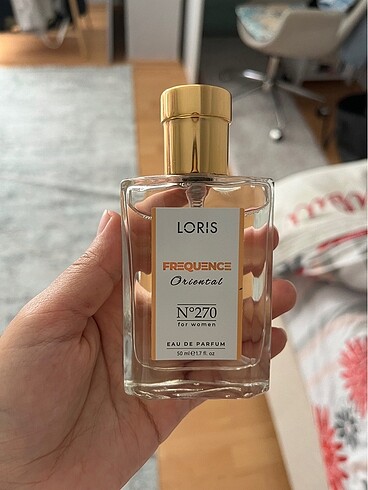 LORIS
FREQUENCE
Oriental
N°270
for women
EAU DE PARFUM
50 ml e 1.7 fl. oz